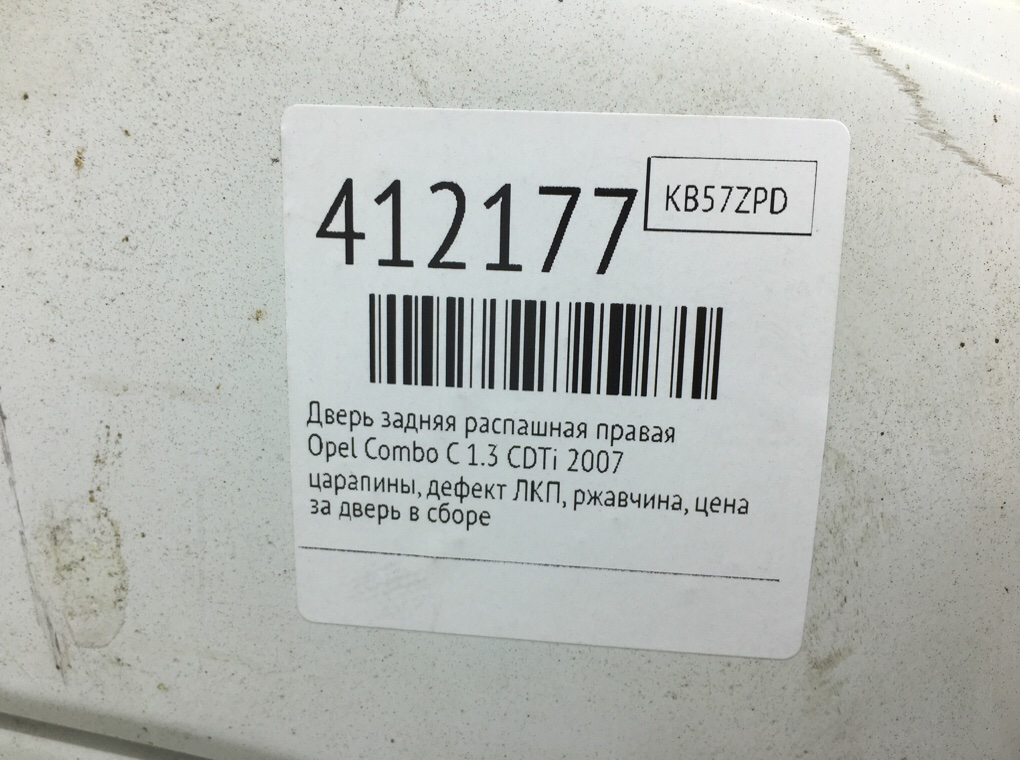 412177
KB57ZPD
Дверь задняя распашная правая
Opel Combo C 1.3 CDTi 2007
царапины, дефект ЛКП, ржавчина, цена
за дверь в сборе